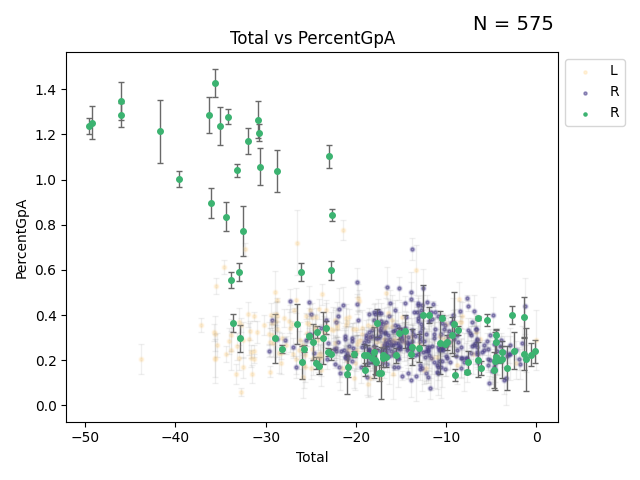 N = 575
Total vs PercentGpA
L
R
R
PercentGpA
1.4
1.2
1.0
0.8
0.6
0.4
0.2
0.0
−50 −40 −30 −20 −10 0
Total